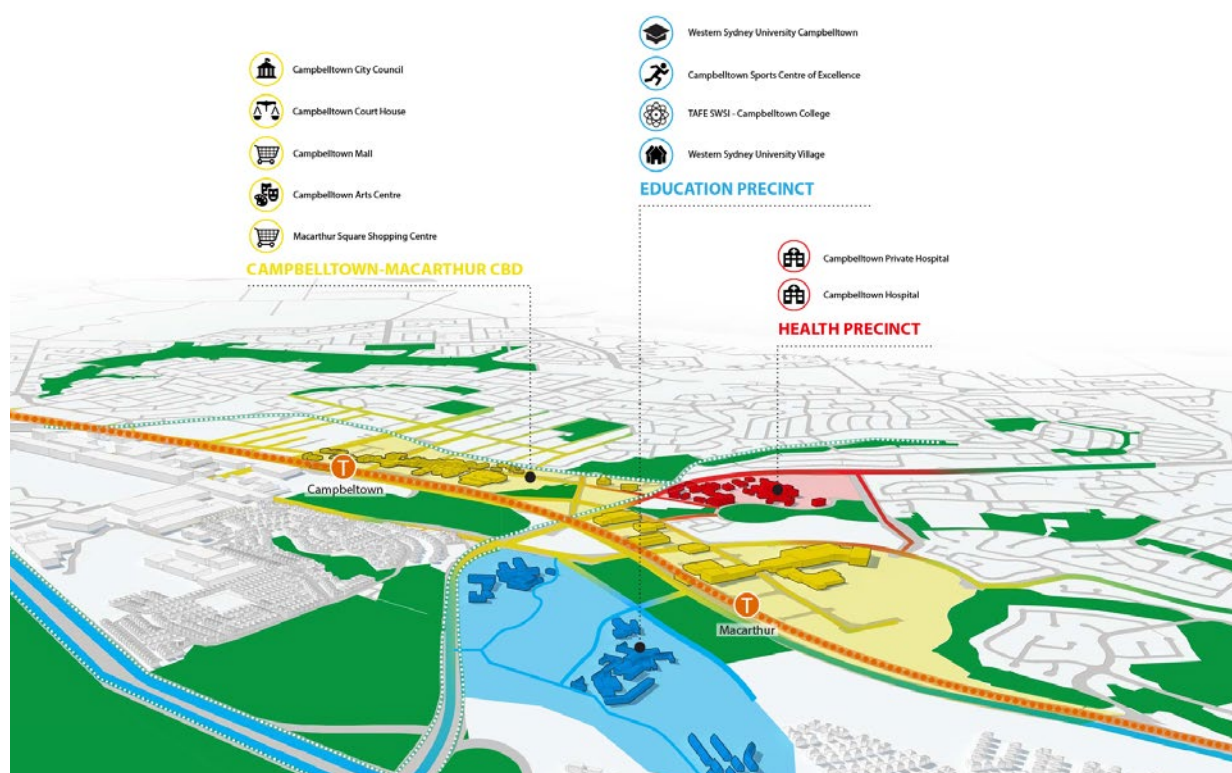 Campbelltown City Council
Campbelltown Court House
Campbelltown Mall
Campbelltown Arts Centre
Macarthur Square Shopping Centre
CAMPBELLTOWN-MACARTHUR CBD
Western Sydney University Campbelltown
Campbelltown Sports Centre of Excellence
TAFE SWSI - Campbelltown College
Western Sydney University Village
EDUCATION PRECINCT
Campbelltown Private Hospital
Campbelltown Hospital
HEALTH PRECINCT
T
Campbeltown
T
Macarthur